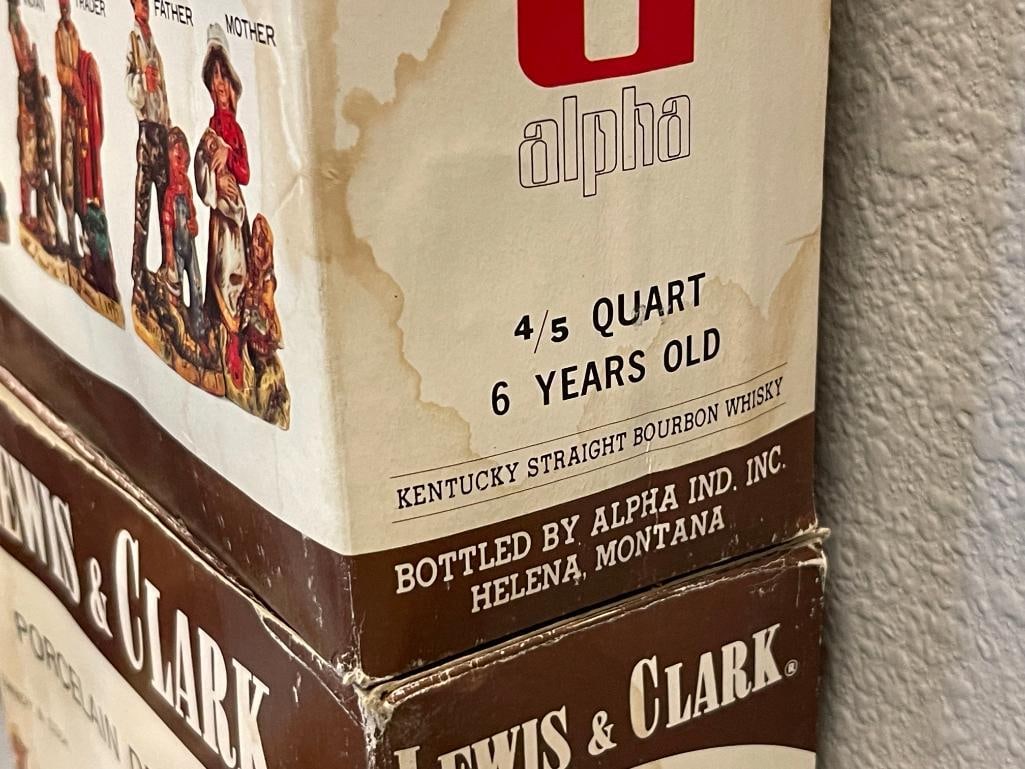 TRADER
FATHER
MOTHER
alpha
4/5 QUART
6 YEARS OLD
KENTUCKY STRAIGHT BOURBON WHISKY
BOTTLED BY ALPHA IND. INC.
HELENA, MONTANA
& CLARK
PORCELAIN
LEWIS & CLARK®